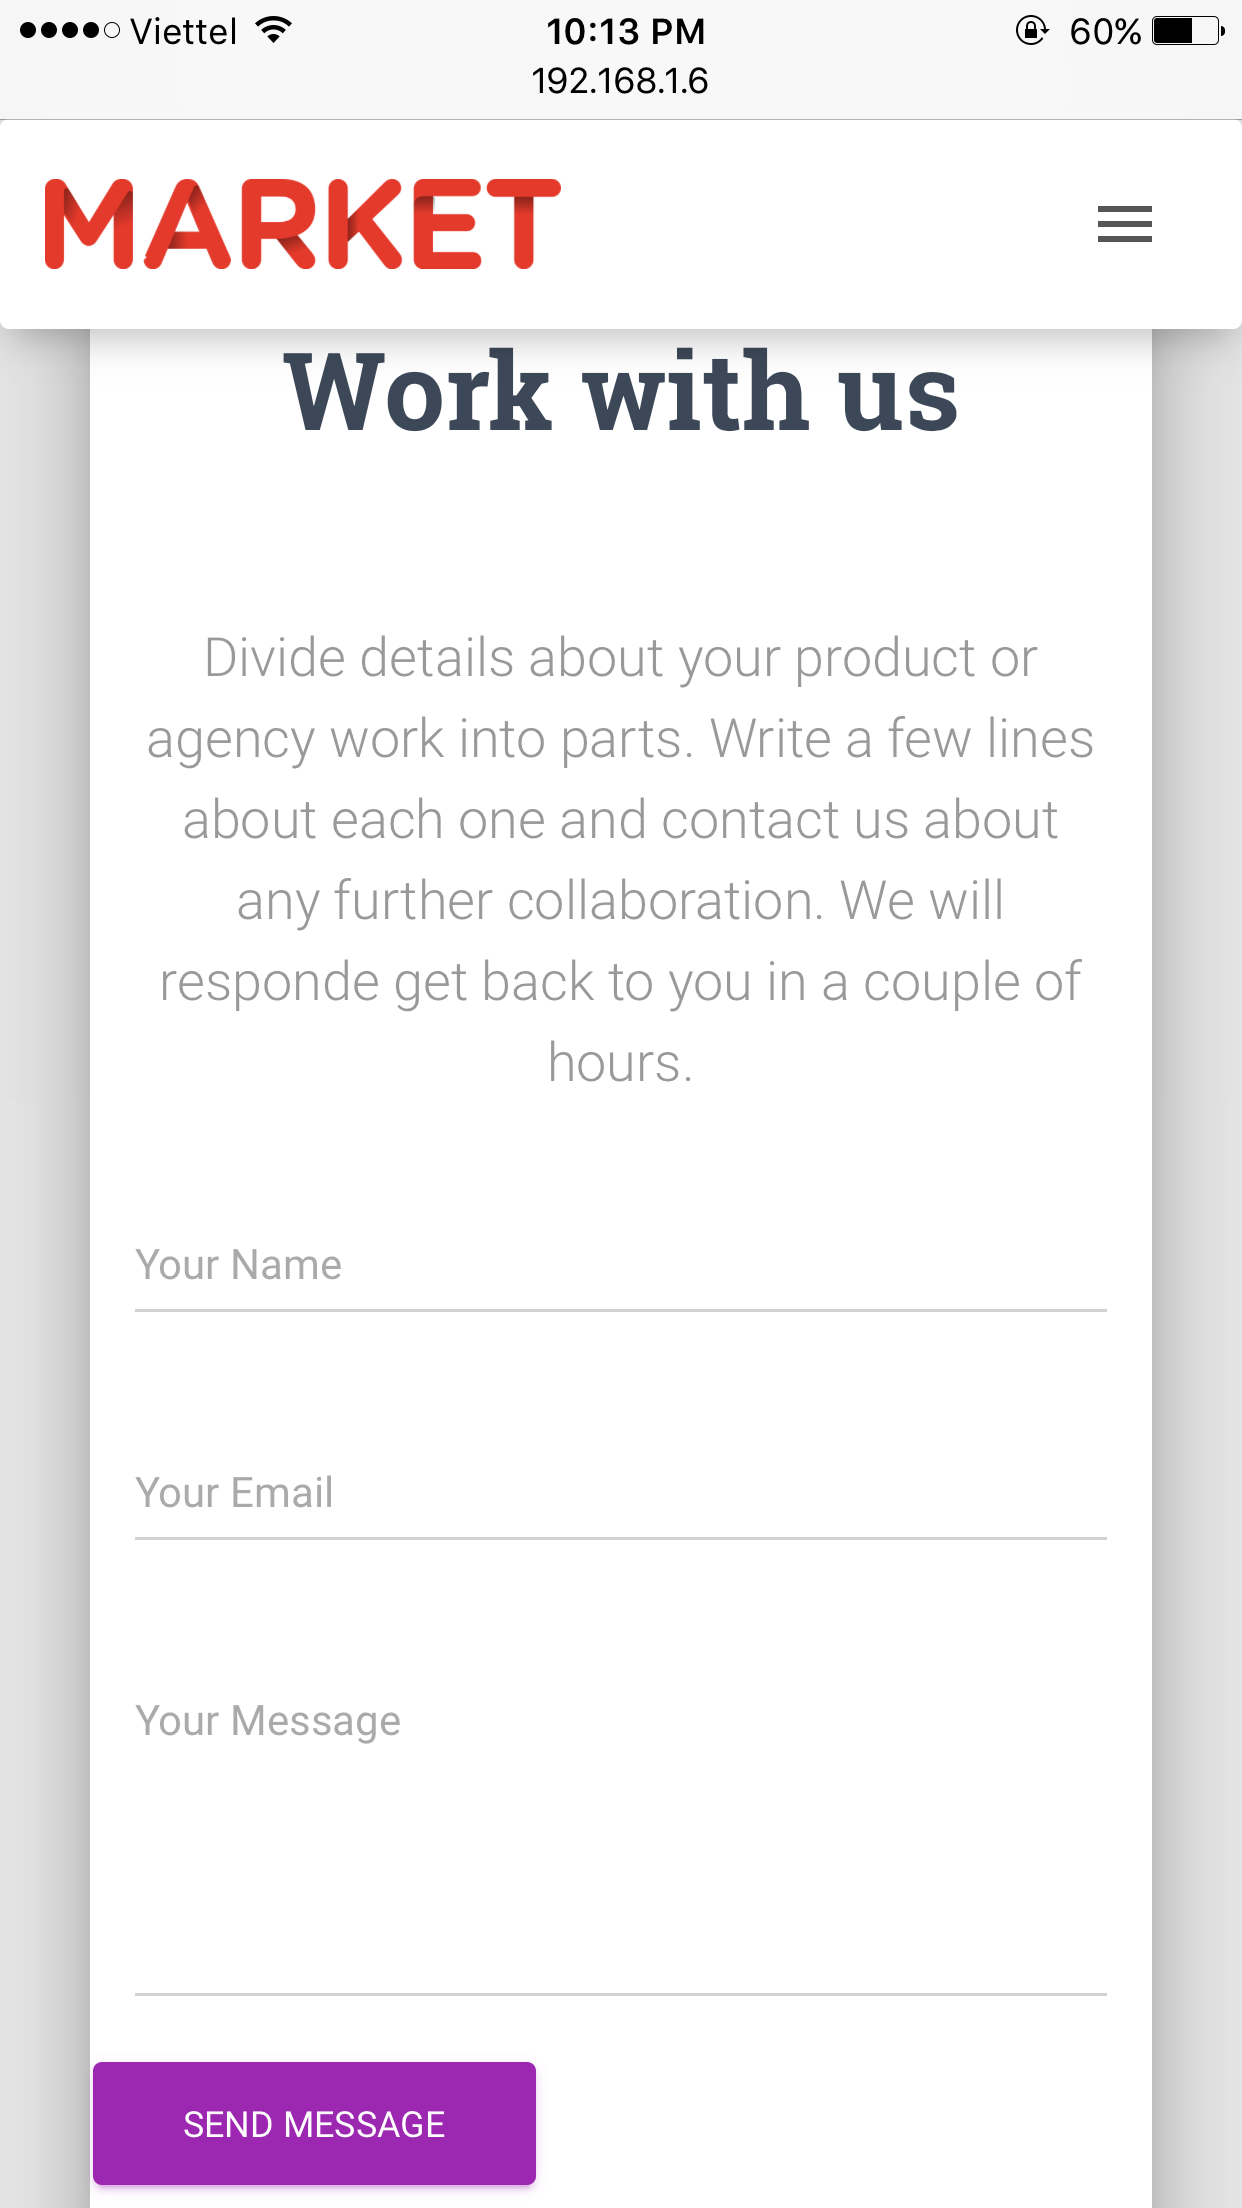 Viettel 10:13 PM 60%
192.168.1.6
MARKET
Work with us
Divide details about your product or
agency work into parts. Write a few lines
about each one and contact us about
any further collaboration. We will
responde get back to you in a couple of
hours.
Your Name
Your Email
Your Message
SEND MESSAGE